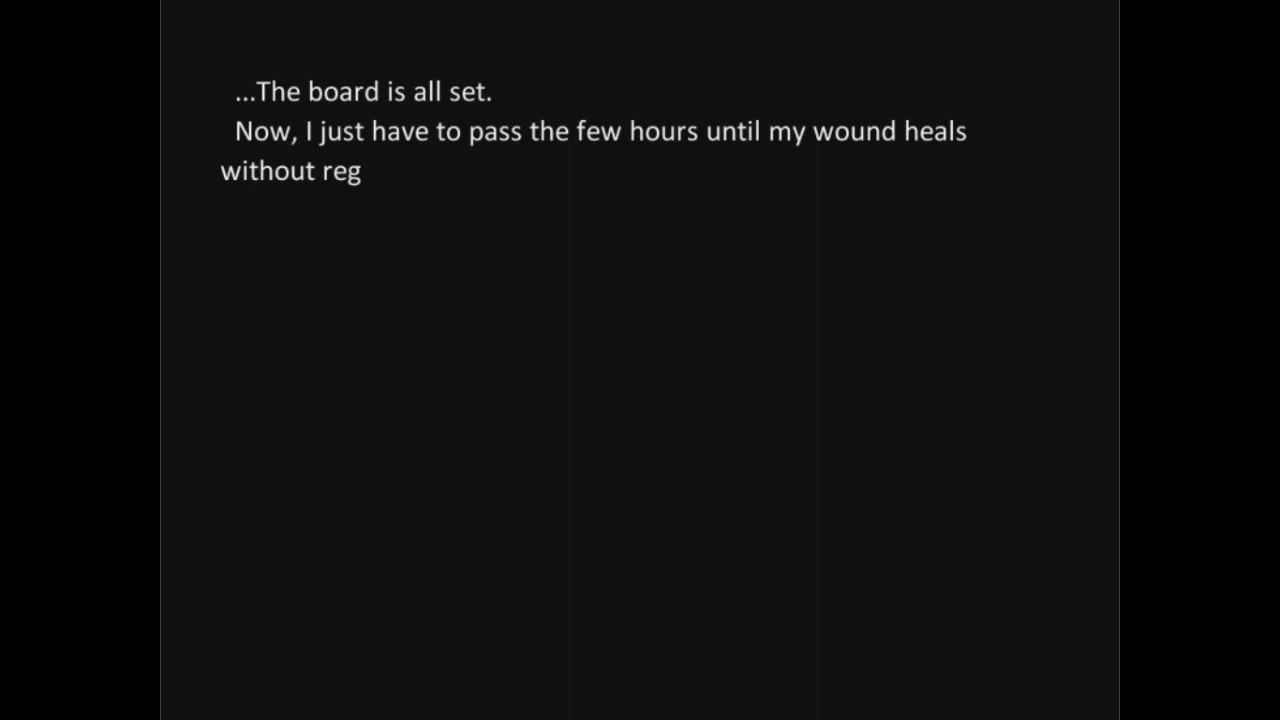 ...The board is all set.
Now, I just have to pass the few hours until my wound heals
without reg